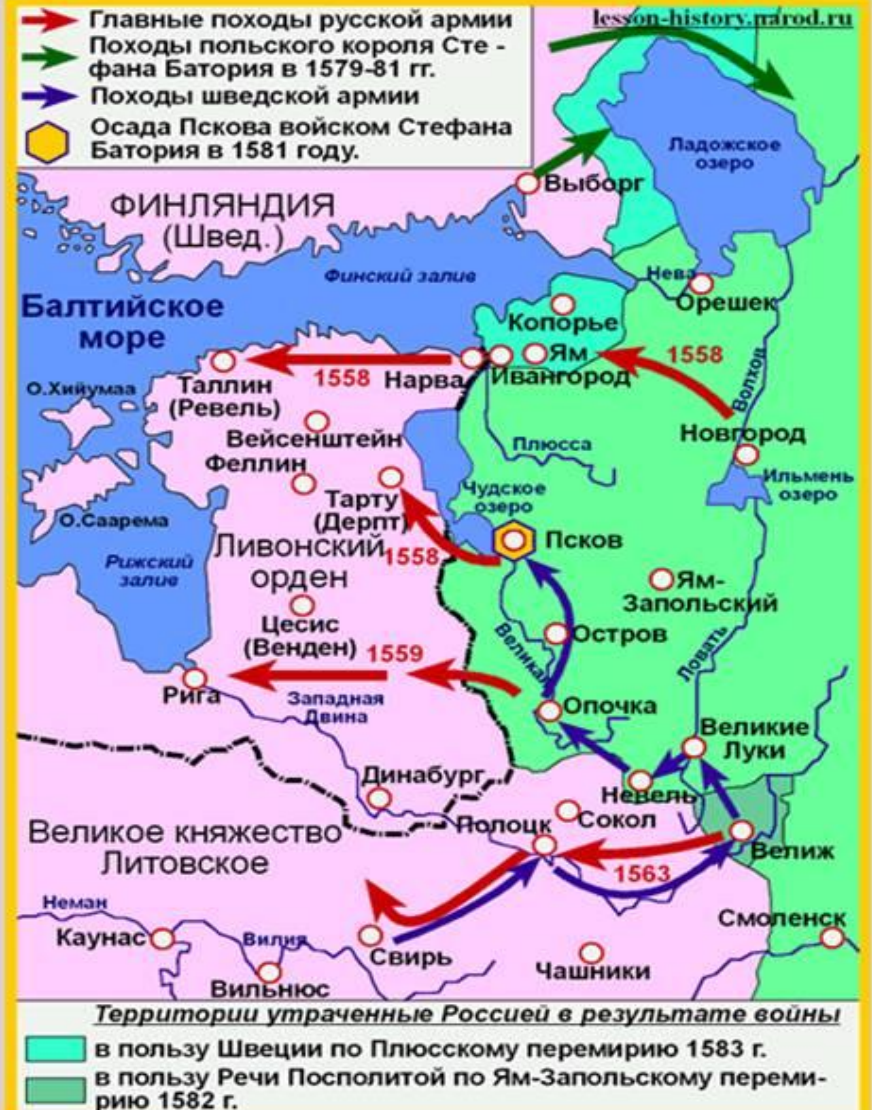 lesson-history.narod.ru
Главные походы русской армии
Походы польского короля Сте -
фана Батория в 1579-81 гг.
Походы шведской армии
Осада Пскова войском Стефана
Батория в 1581 году.
Ладожское
озеро
Выборг
ФИНЛЯНДИЯ
(Швед.)
Финский залив
Нева
Орешек
Балтийское
море
Копорье
Ям
1558
Волхов
Таллин
(Ревель)
1558
Нарва
Ивангород
О.Хийумаа
Новгород
Вейсенштейн
Плюсса
Феллин
Ильмень
озеро
Тарту
(Дерпт)
Чудское
озеро
О.Саарема
Псков
Ливонский
орден
1558
Рижский
залив
Ям-
Запольский
Цесис
(Венден)
Остров
Великая
1559
Ловать
Рига
Западная
Двина
Опочка
Великие
Луки
Динабург
Невель
Сокол
Полоцк
Великое княжество
Литовское
Велиж
1563
Неман
Смоленск
Каунас
Вилия
Свирь
Чашники
Вильнюс
Территории утраченные Россией в результате войны
в пользу Швеции по Плюсскому перемирию 1583 г.
в пользу Речи Посполитой по Ям-Запольскому переми-
рию 1582 г.